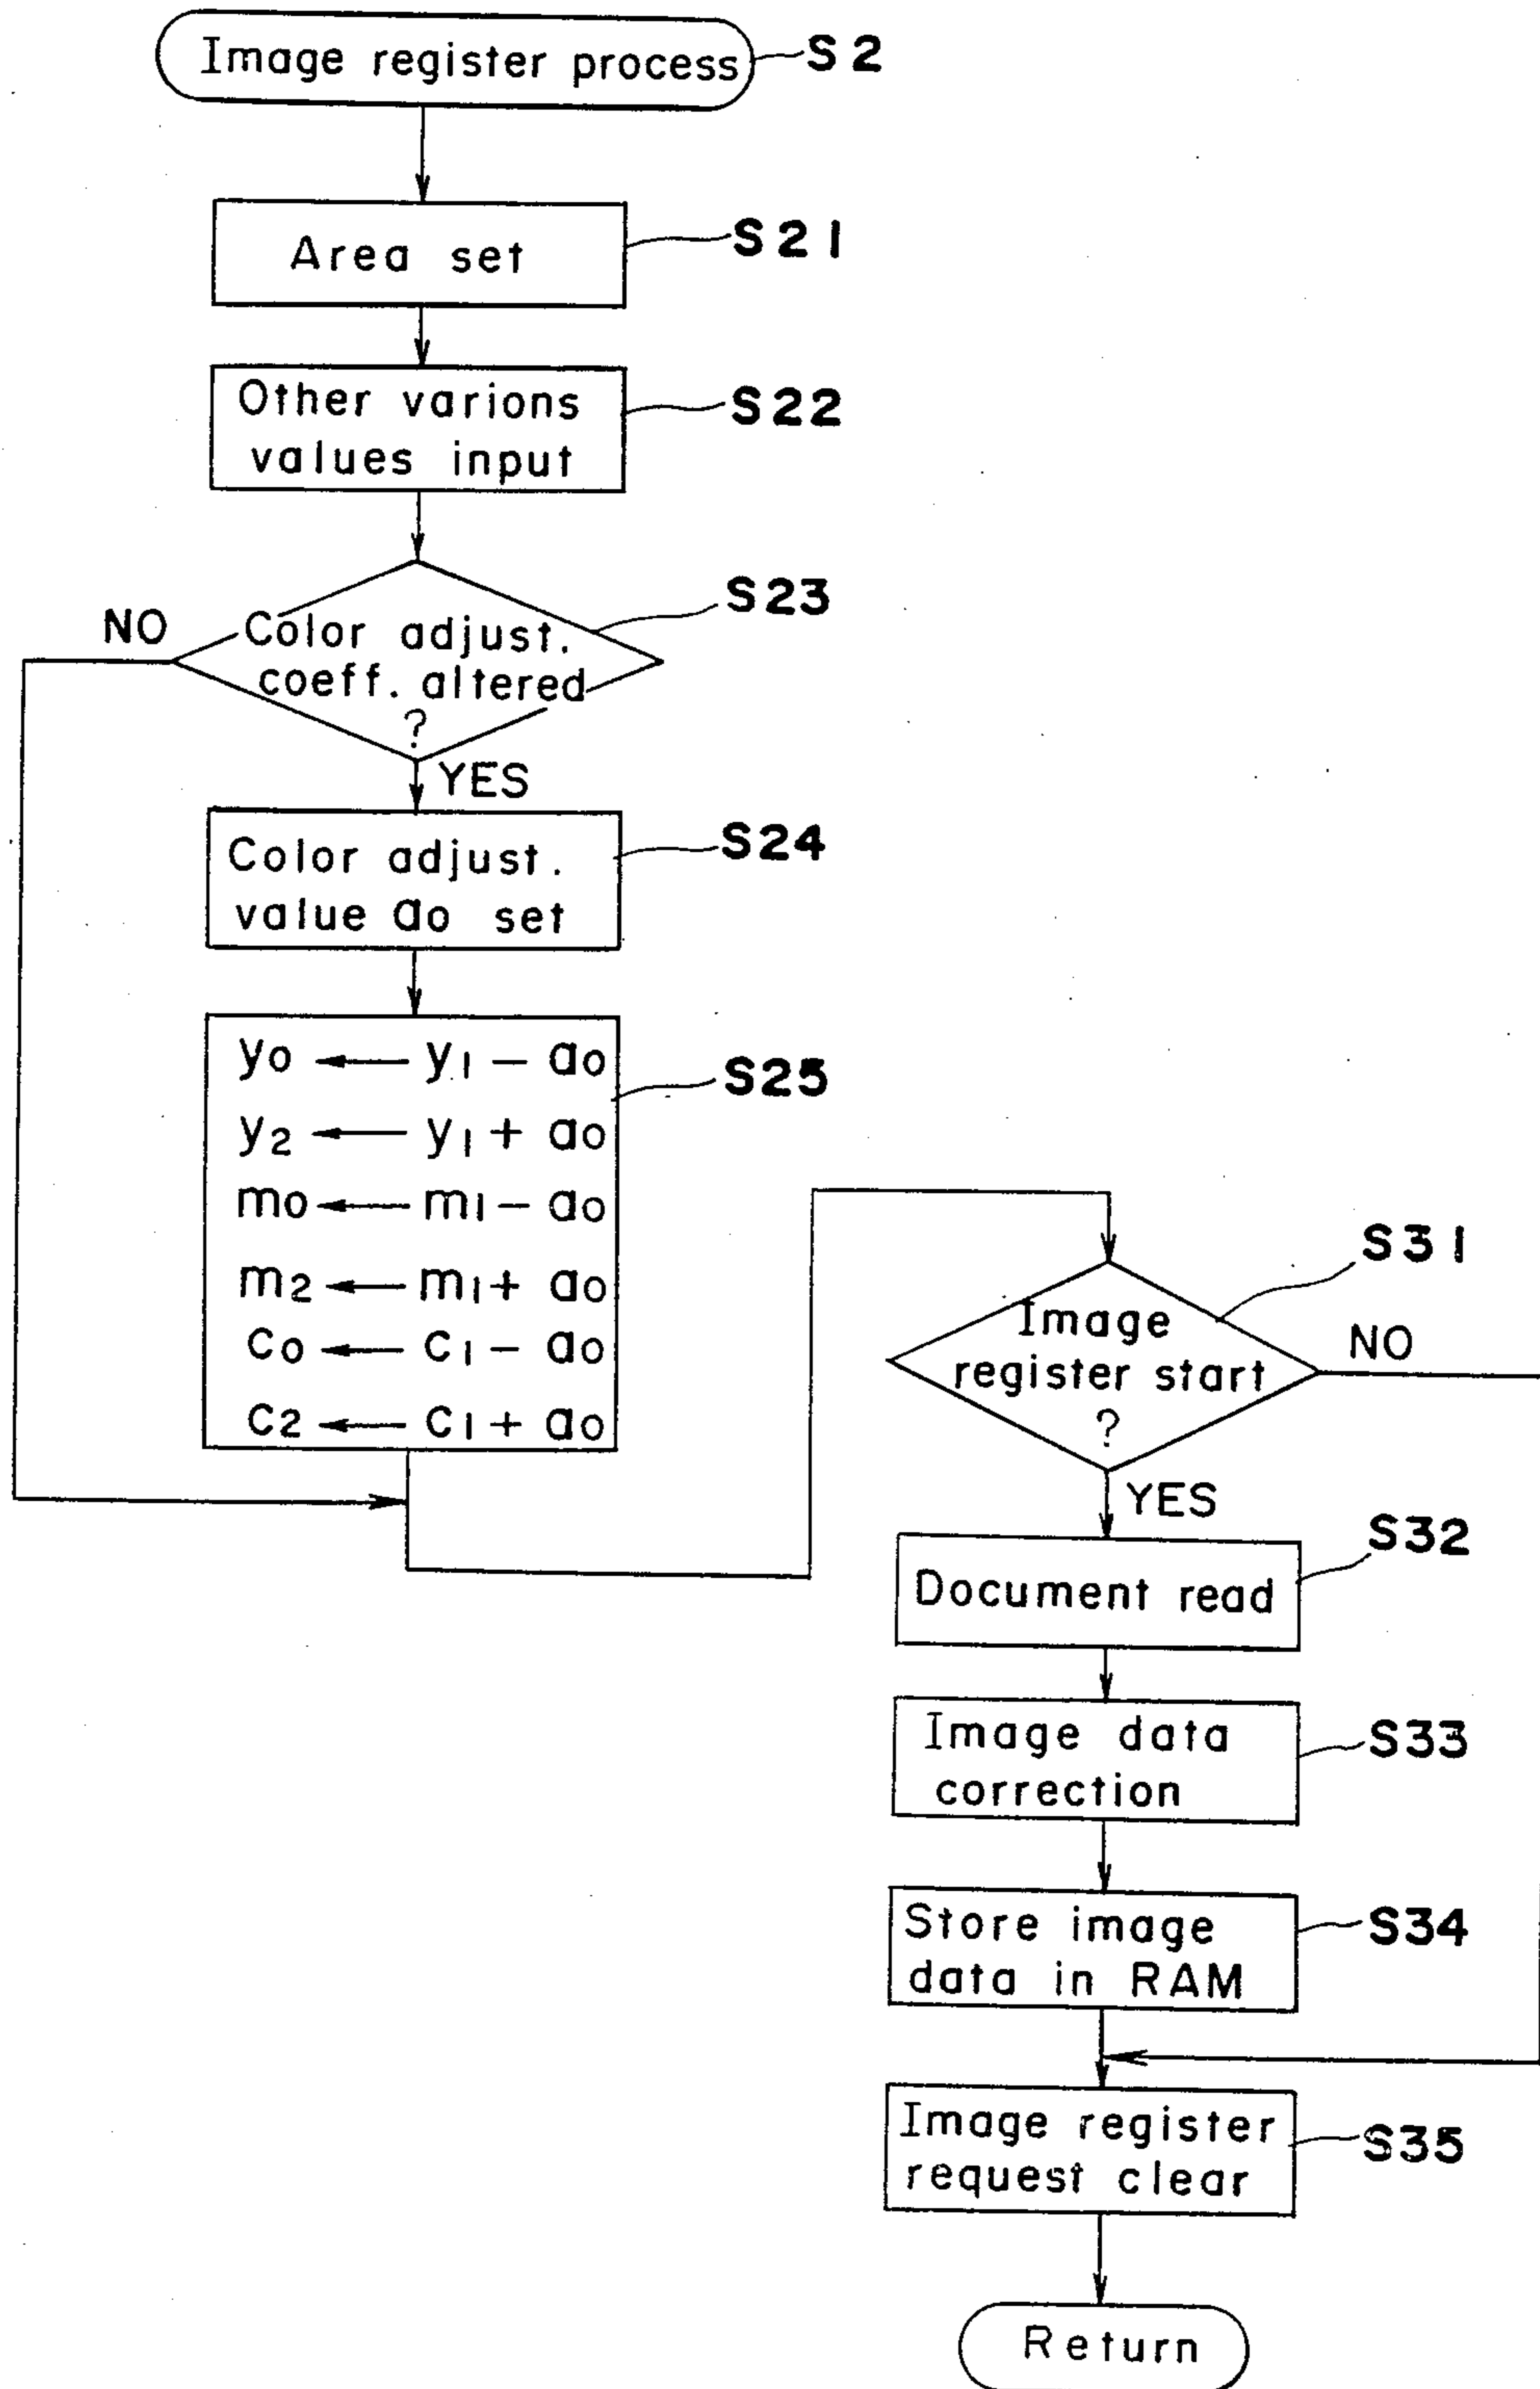 Image register process
S2
Area set
S21
Other varions
values input
S22
Color adjust.
coeff. altered
?
S23
NO
YES
Color adjust.
value a0 set
S24
y0 ← y1 − a0
y2 ← y1 + a0
m0 ← m1 − a0
m2 ← m1 + a0
c0 ← c1 − a0
c2 ← c1 + a0
S25
Image
register start
?
S31
NO
YES
Document read
S32
Image data
correction
S33
Store image
data in RAM
S34
Image register
request clear
S35
Return